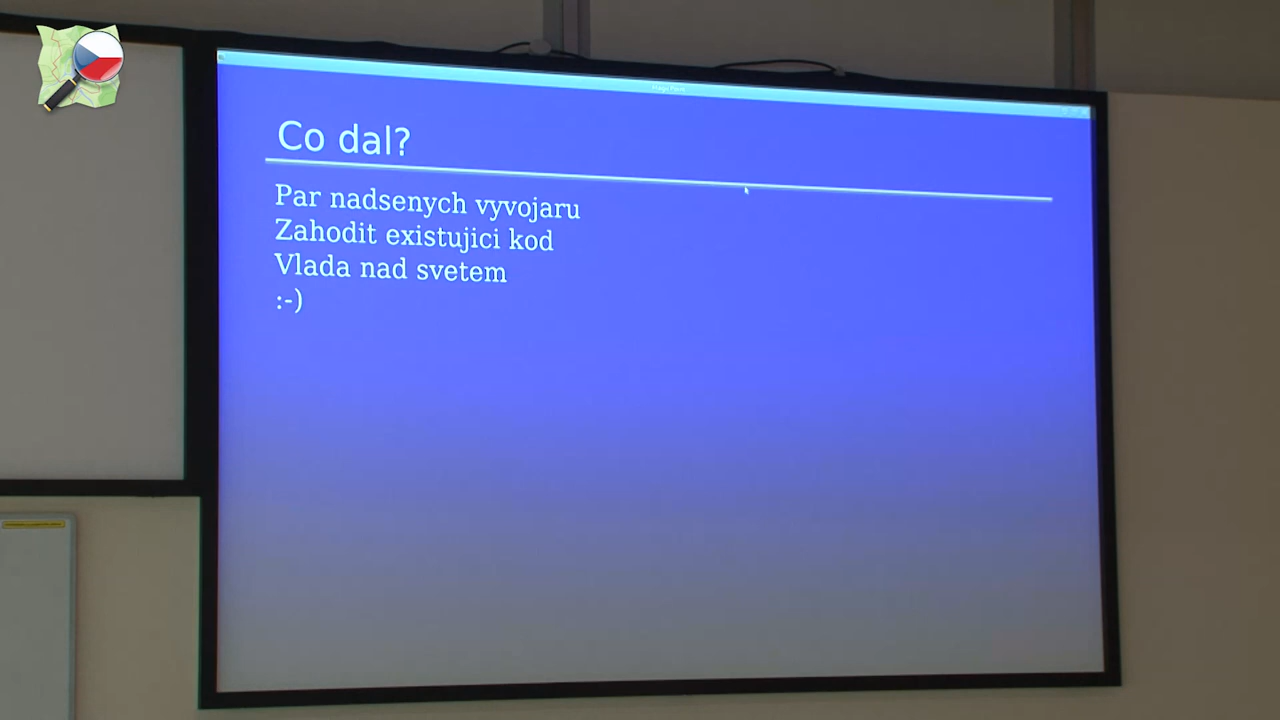 Co dal?
Par nadsenych vyvojaru
Zahodit existujici kod
Vlada nad svetem
:-)